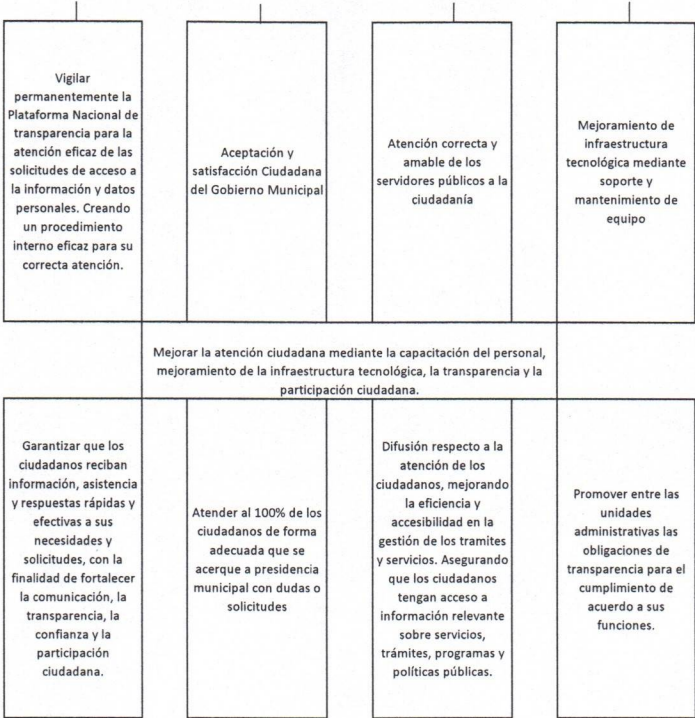 Vigilar
permanentemente la
Plataforma Nacional de
transparencia para la
atención eficaz de las
solicitudes de acceso a
la información y datos
personales. Creando
un procedimiento
interno eficaz para su
correcta atención.
Aceptación y
satisfacción Ciudadana
del Gobierno Municipal
Atención correcta y
amable de los
servidores públicos a la
ciudadanía
Mejoramiento de
infraestructura
tecnológica mediante
soporte y
mantenimiento de
equipo
Mejorar la atención ciudadana mediante la capacitación del personal,
mejoramiento de la infraestructura tecnológica, la transparencia y la
participación ciudadana.
Garantizar que los
ciudadanos reciban
información, asistencia
y respuestas rápidas y
efectivas a sus
necesidades y
solicitudes, con la
finalidad de fortalecer
la comunicación, la
transparencia, la
confianza y la
participación
ciudadana.
Atender al 100% de los
ciudadanos de forma
adecuada que se
acerque a presidencia
municipal con dudas o
solicitudes
Difusión respecto a la
atención de los
ciudadanos, mejorando
la eficiencia y
accesibilidad en la
gestión de los tramites
y servicios. Asegurando
que los ciudadanos
tengan acceso a
información relevante
sobre servicios,
trámites, programas y
políticas públicas.
Promover entre las
unidades
administrativas las
obligaciones de
transparencia para el
cumplimiento de
acuerdo a sus
funciones.